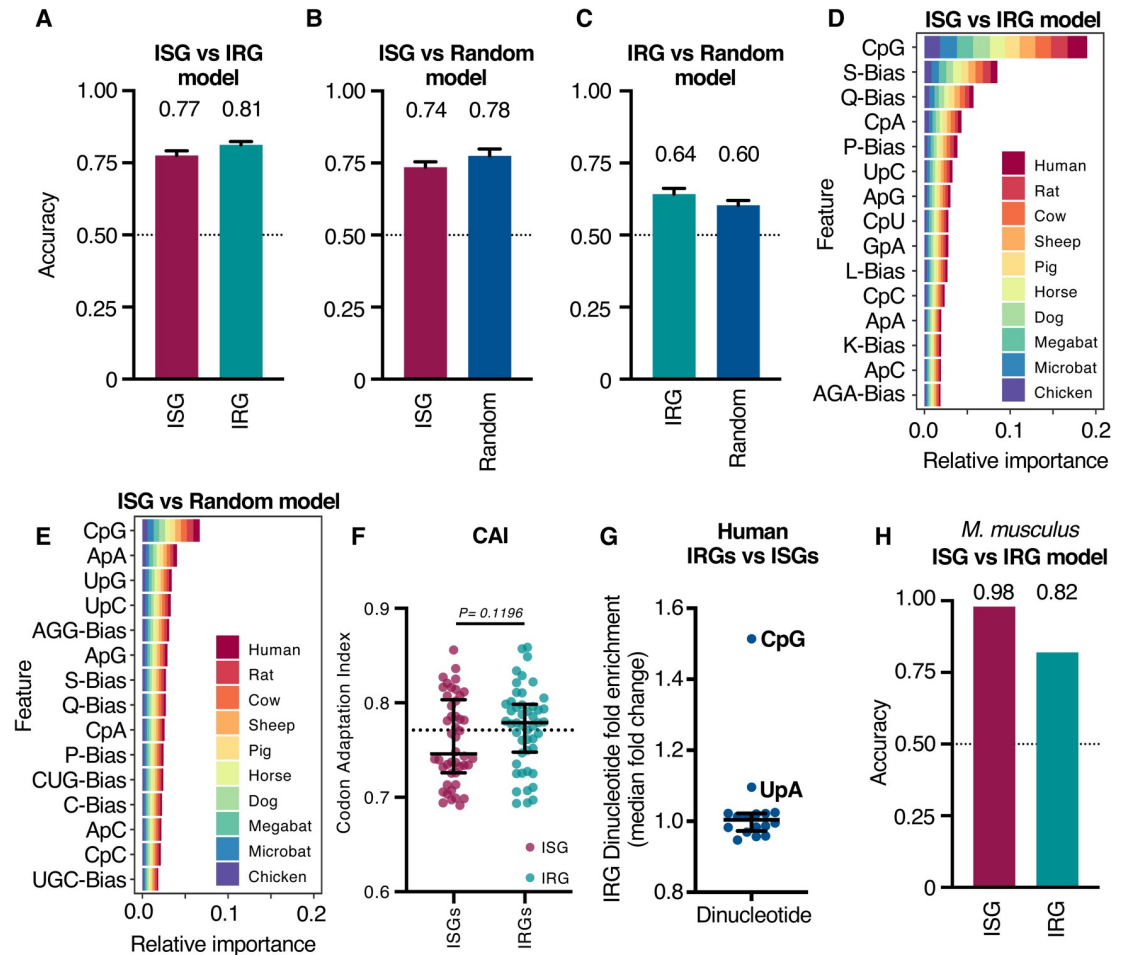 A
ISG vs IRG
model
Accuracy
1.00
0.75
0.50
0.25
0
0.77
0.81
ISG
IRG
B
ISG vs Random
model
1.00
0.75
0.50
0.25
0
0.74
0.78
ISG
Random
C
IRG vs Random
model
1.00
0.75
0.50
0.25
0
0.64
0.60
IRG
Random
D
ISG vs IRG model
Feature
CpG
S-Bias
Q-Bias
CpA
P-Bias
UpC
ApG
CpU
GpA
L-Bias
CpC
ApA
K-Bias
ApC
AGA-Bias
Human
Rat
Cow
Sheep
Pig
Horse
Dog
Megabat
Microbat
Chicken
0.0
0.1
0.2
Relative importance
E
ISG vs Random model
Feature
CpG
ApA
UpG
UpC
AGG-Bias
ApG
S-Bias
Q-Bias
CpA
P-Bias
CUG-Bias
C-Bias
ApC
CpC
UGC-Bias
Human
Rat
Cow
Sheep
Pig
Horse
Dog
Megabat
Microbat
Chicken
0.0
0.1
0.2
Relative importance
F
CAI
Codon Adaptation Index
0.9
0.8
0.7
0.6
P= 0.1196
ISG
IRG
ISGs
IRGs
G
Human
IRGs vs ISGs
IRG Dinucleotide fold enrichment
(median fold change)
1.6
1.4
1.2
1.0
0.8
CpG
UpA
Dinucleotide
H
M. musculus
ISG vs IRG model
Accuracy
1.00
0.75
0.50
0.25
0
0.98
0.82
ISG
IRG